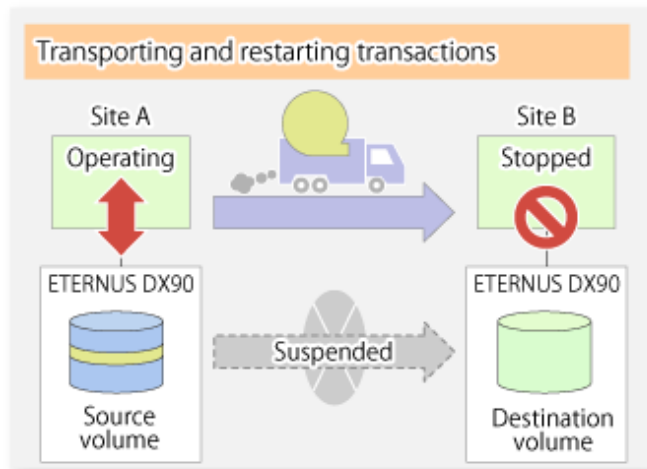 Transporting and restarting transactions
Site A
Site B
Operating
Stopped
ETERNUS DX90
ETERNUS DX90
Suspended
Source
volume
Destination
volume